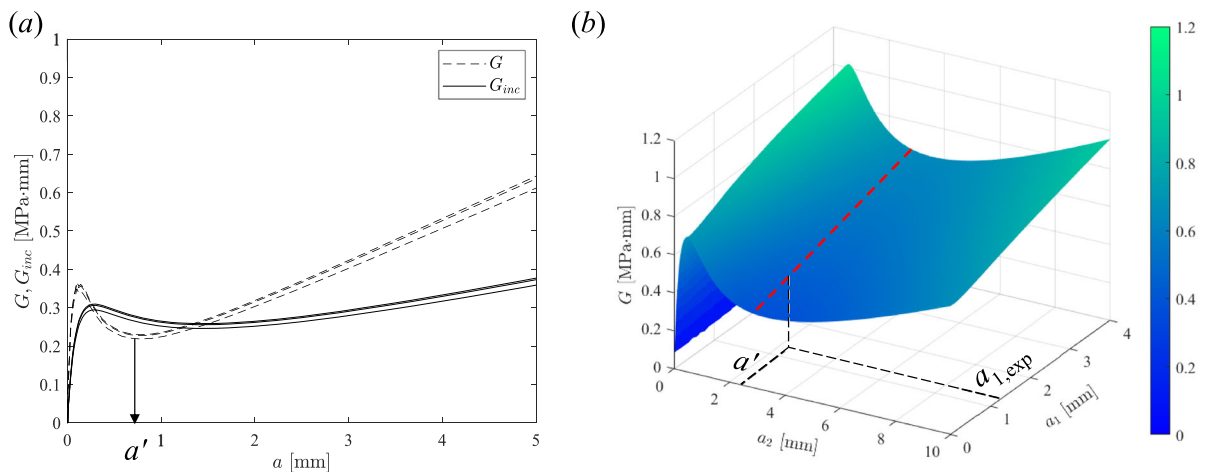 (a)
1
0.9
0.8
0.7
0.6
0.5
0.4
0.3
0.2
0.1
0
G, G_inc [MPa·mm]
0 1 2 3 4 5
a′
a [mm]
G
G_inc
(b)
1.2
1
0.8
0.6
0.4
0.2
0
G [MPa·mm]
0 2 4 6 8 10
a₂ [mm]
a′
a₁,exp
0 1 2 3 4
a₁ [mm]
1.2
1
0.8
0.6
0.4
0.2
0